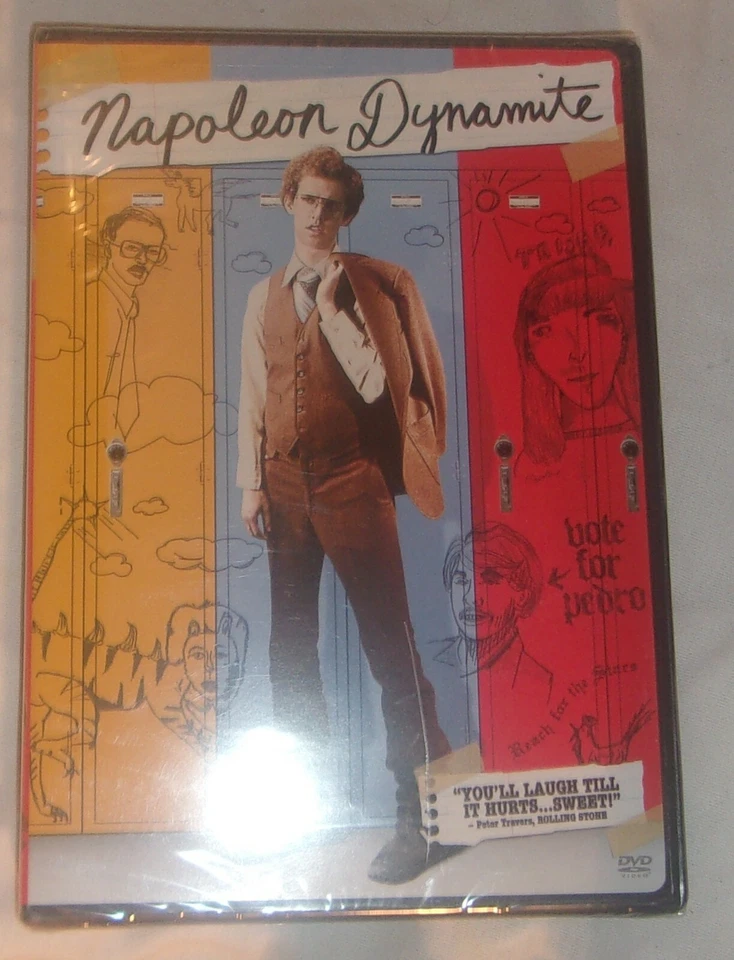 Napoleon Dynamite
vote
for
pedro
Reach for the Stars
"YOU'LL LAUGH TILL
IT HURTS...SWEET!"
– Peter Travers, ROLLING STONE
DVD
VIDEO